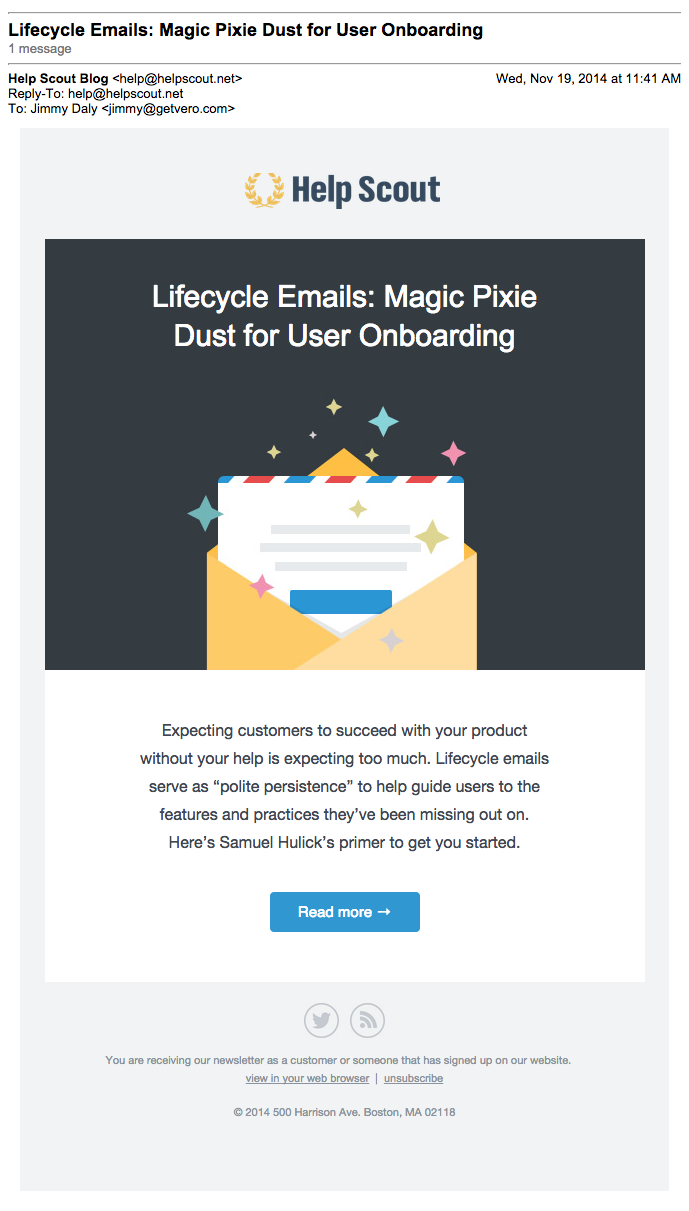 Lifecycle Emails: Magic Pixie Dust for User Onboarding
1 message
Help Scout Blog <help@helpscout.net> Wed, Nov 19, 2014 at 11:41 AM
Reply-To: help@helpscout.net
To: Jimmy Daly <jimmy@getvero.com>
Help Scout
Lifecycle Emails: Magic Pixie
Dust for User Onboarding
Expecting customers to succeed with your product
without your help is expecting too much. Lifecycle emails
serve as “polite persistence” to help guide users to the
features and practices they’ve been missing out on.
Here’s Samuel Hulick’s primer to get you started.
Read more →
You are receiving our newsletter as a customer or someone that has signed up on our website.
view in your web browser | unsubscribe
© 2014 500 Harrison Ave. Boston, MA 02118